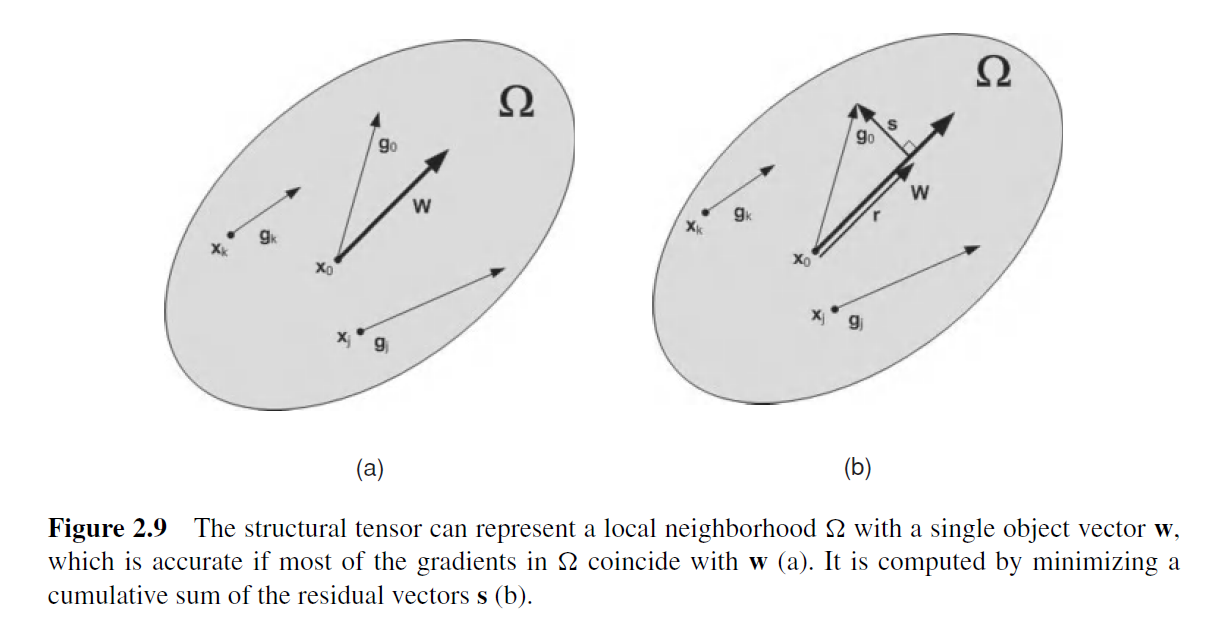 Ω
g₀
W
xₖ
gₖ
x₀
xⱼ
gⱼ
(a)
Ω
s
g₀
W
r
xₖ
gₖ
x₀
xⱼ
gⱼ
(b)
Figure 2.9 The structural tensor can represent a local neighborhood Ω with a single object vector w,
which is accurate if most of the gradients in Ω coincide with w (a). It is computed by minimizing a
cumulative sum of the residual vectors s (b).